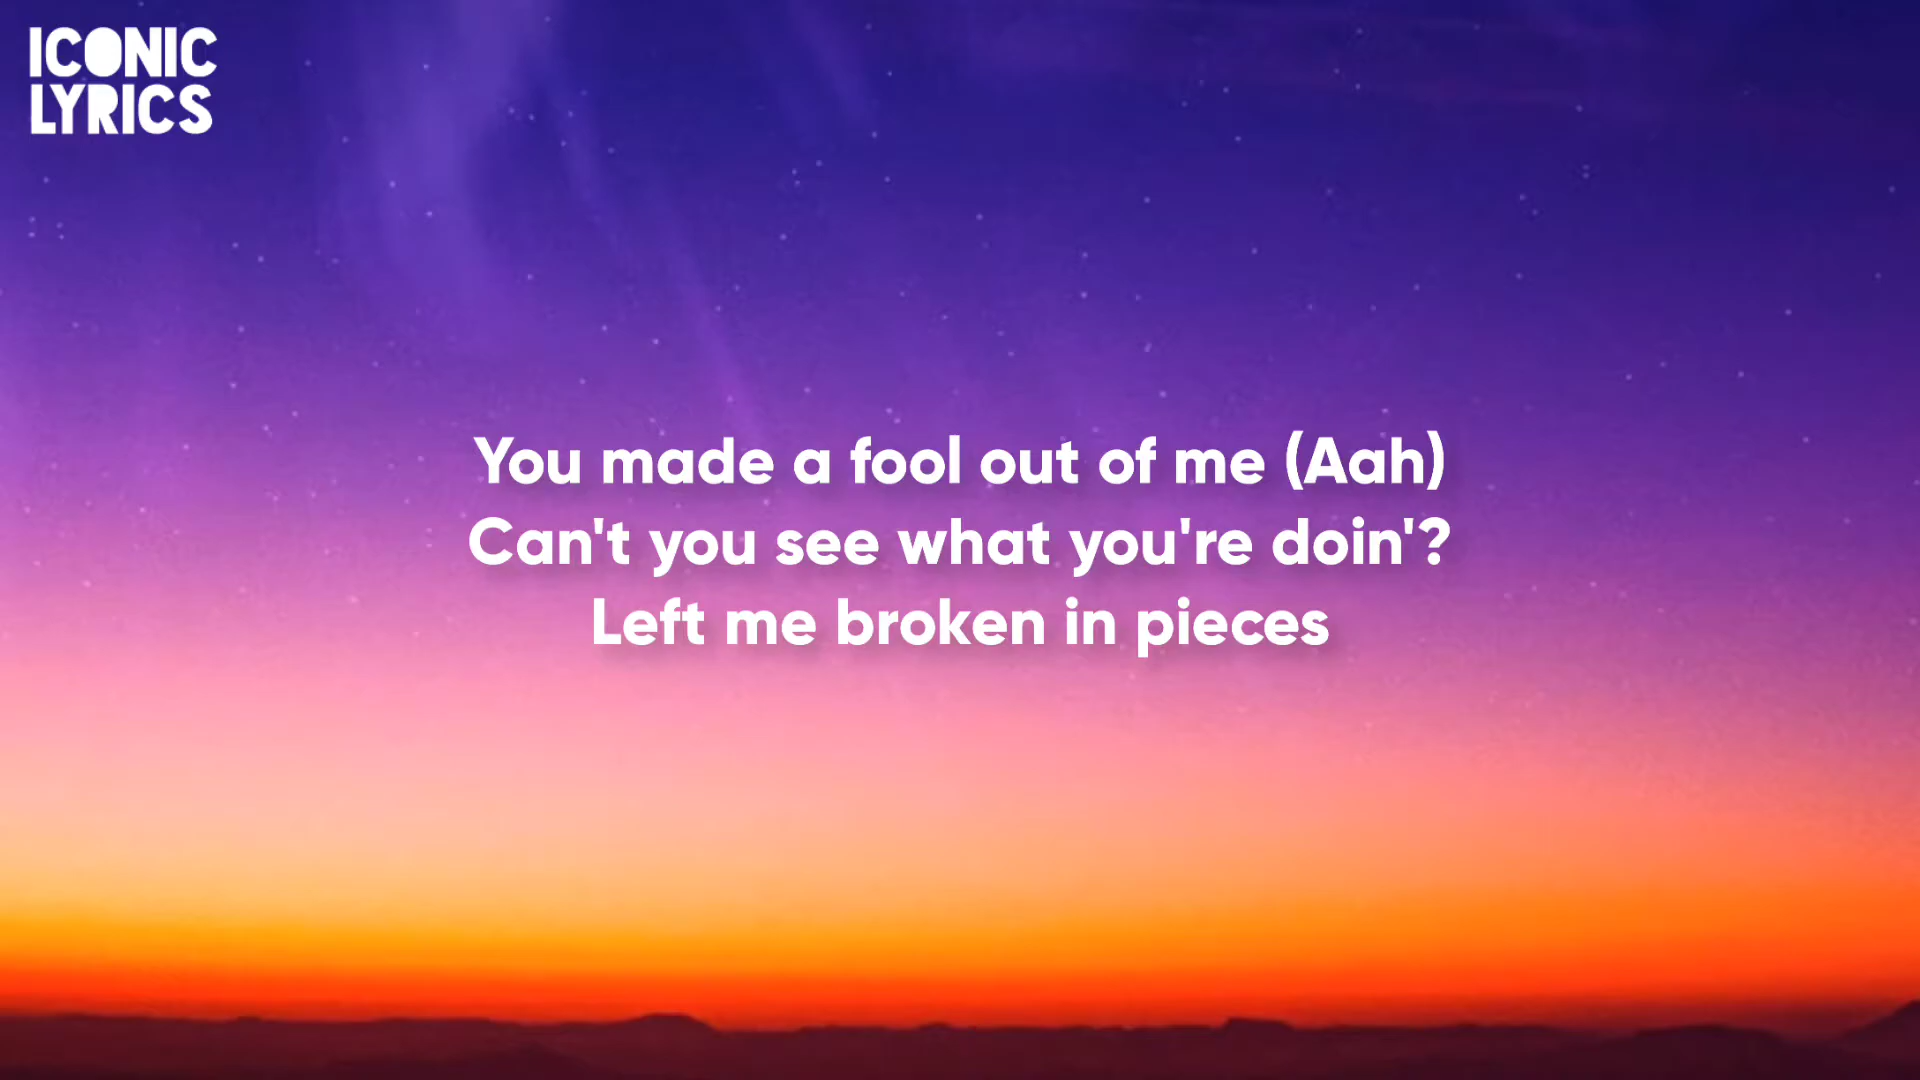 ICONIC
LYRICS
You made a fool out of me (Aah)
Can't you see what you're doin'?
Left me broken in pieces